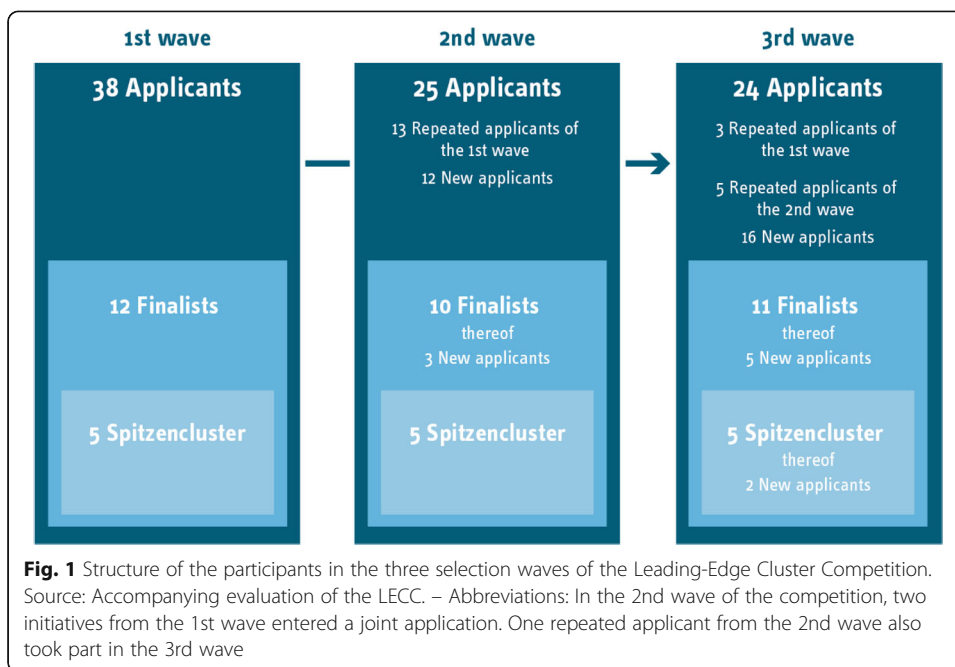 1st wave
38 Applicants
12 Finalists
5 Spitzencluster
2nd wave
25 Applicants
13 Repeated applicants of
the 1st wave
12 New applicants
10 Finalists
thereof
3 New applicants
5 Spitzencluster
3rd wave
24 Applicants
3 Repeated applicants of
the 1st wave
5 Repeated applicants of
the 2nd wave
16 New applicants
11 Finalists
thereof
5 New applicants
5 Spitzencluster
thereof
2 New applicants
Fig. 1 Structure of the participants in the three selection waves of the Leading-Edge Cluster Competition.
Source: Accompanying evaluation of the LECC. – Abbreviations: In the 2nd wave of the competition, two
initiatives from the 1st wave entered a joint application. One repeated applicant from the 2nd wave also
took part in the 3rd wave